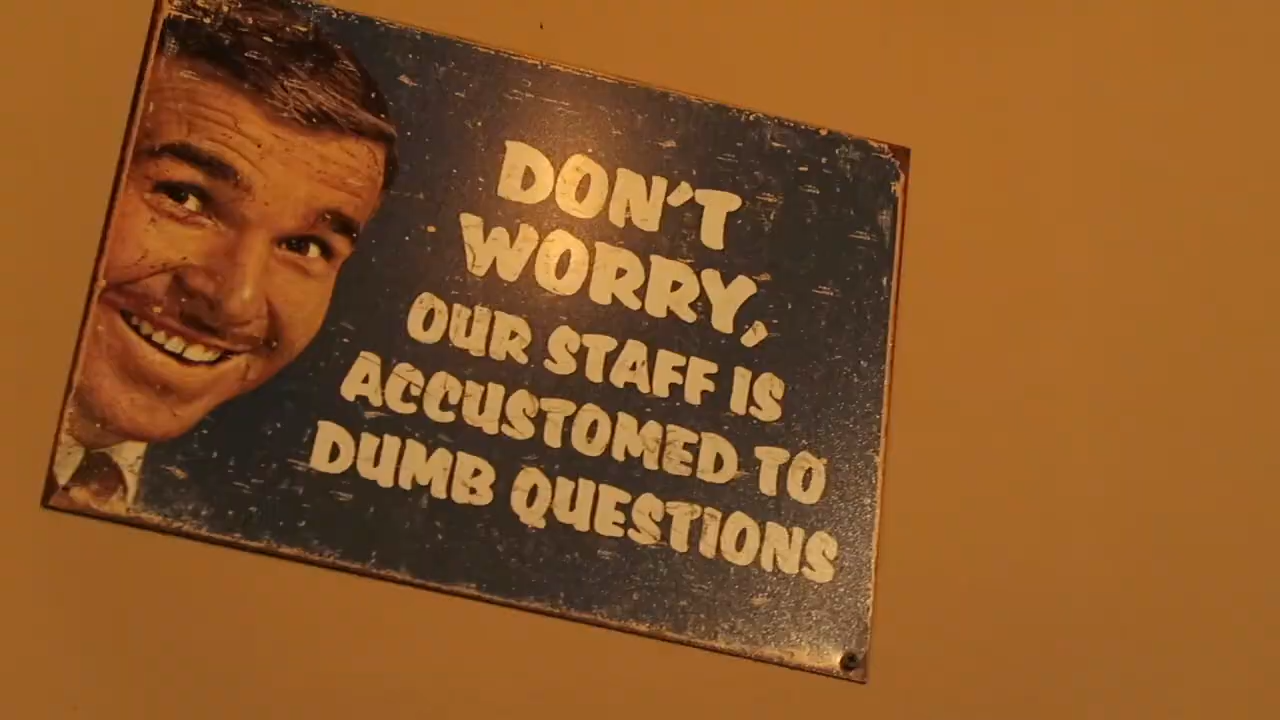 DON'T
WORRY,
OUR STAFF IS
ACCUSTOMED TO
DUMB QUESTIONS